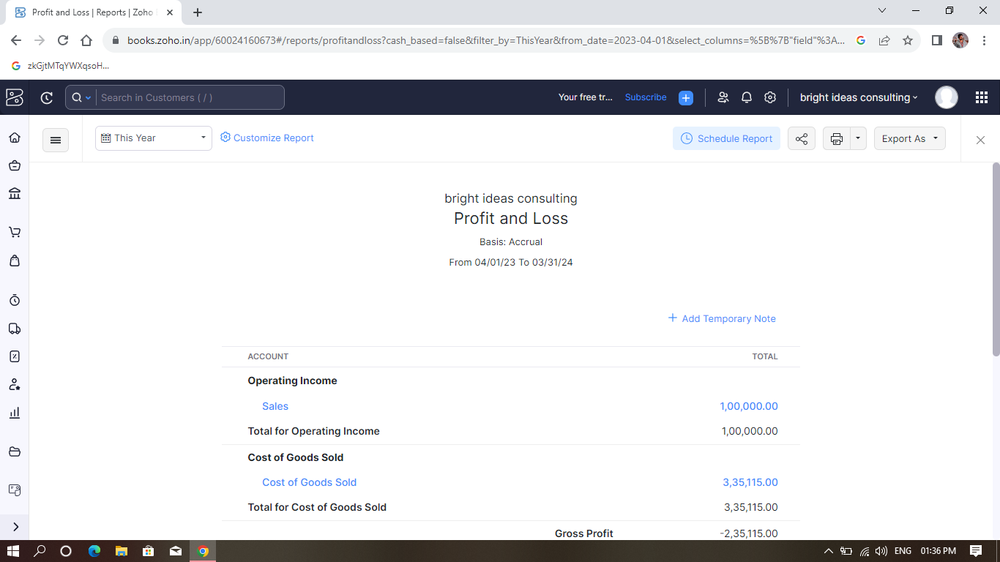 Profit and Loss | Reports | Zoho
books.zoho.in/app/60024160673#/reports/profitandloss?cash_based=false&filter_by=ThisYear&from_date=2023-04-01&select_columns=%5B%7B"field"%3A...
zkGjtMTqYWXqsoH...
Search in Customers ( / )
Your free tr... Subscribe
bright ideas consulting
This Year
Customize Report
Schedule Report
Export As
bright ideas consulting
Profit and Loss
Basis: Accrual
From 04/01/23 To 03/31/24
Add Temporary Note
ACCOUNT TOTAL
Operating Income
Sales 1,00,000.00
Total for Operating Income 1,00,000.00
Cost of Goods Sold
Cost of Goods Sold 3,35,115.00
Total for Cost of Goods Sold 3,35,115.00
Gross Profit -2,35,115.00
ENG 01:36 PM